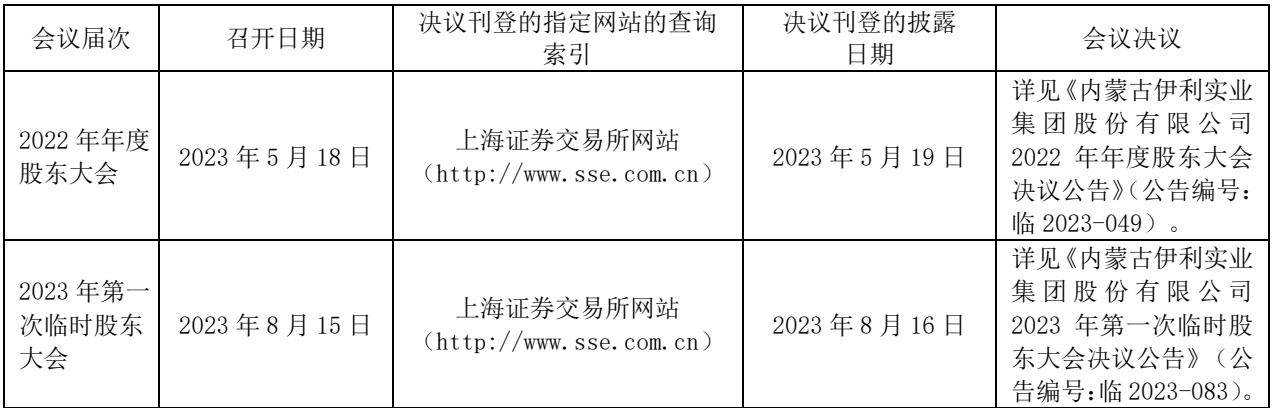 会议届次
召开日期
决议刊登的指定网站的查询
索引
决议刊登的披露
日期
会议决议
2022 年年度
股东大会
2023 年 5 月 18 日
上海证券交易所网站
（http://www.sse.com.cn）
2023 年 5 月 19 日
详见《内蒙古伊利实业
集团股份有限公司
2022 年年度股东大会
决议公告》（公告编号：
临 2023-049）。
2023 年第一
次临时股东
大会
2023 年 8 月 15 日
上海证券交易所网站
（http://www.sse.com.cn）
2023 年 8 月 16 日
详见《内蒙古伊利实业
集团股份有限公司
2023 年第一次临时股
东大会决议公告》（公
告编号：临 2023-083）。